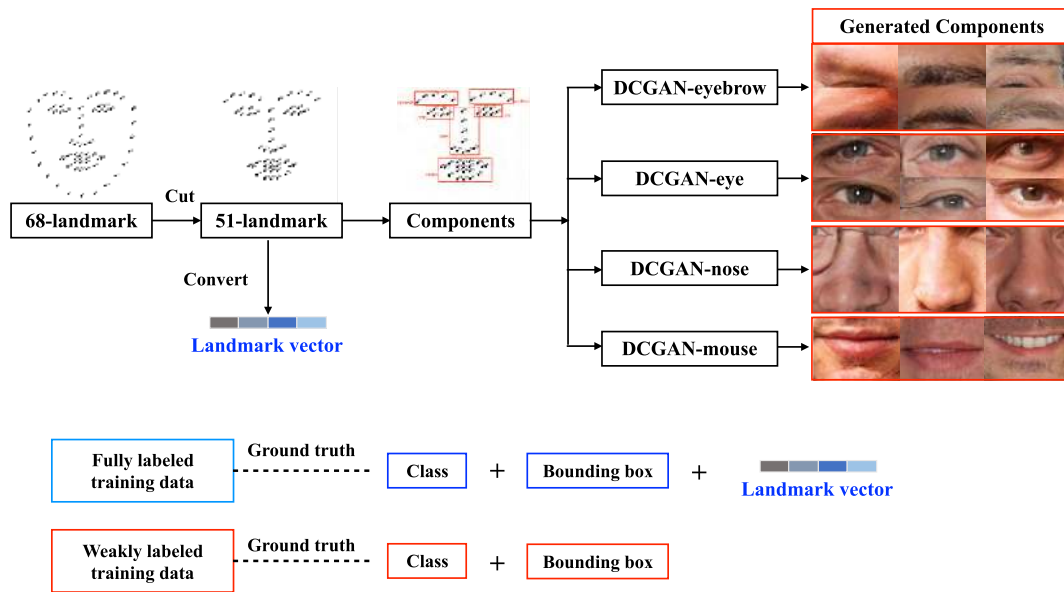 Generated Components
DCGAN-eyebrow
DCGAN-eye
Cut
68-landmark
51-landmark
Components
Convert
DCGAN-nose
Landmark vector
DCGAN-mouse
Fully labeled
training data
Ground truth
Class
+
Bounding box
+
Landmark vector
Weakly labeled
training data
Ground truth
Class
+
Bounding box